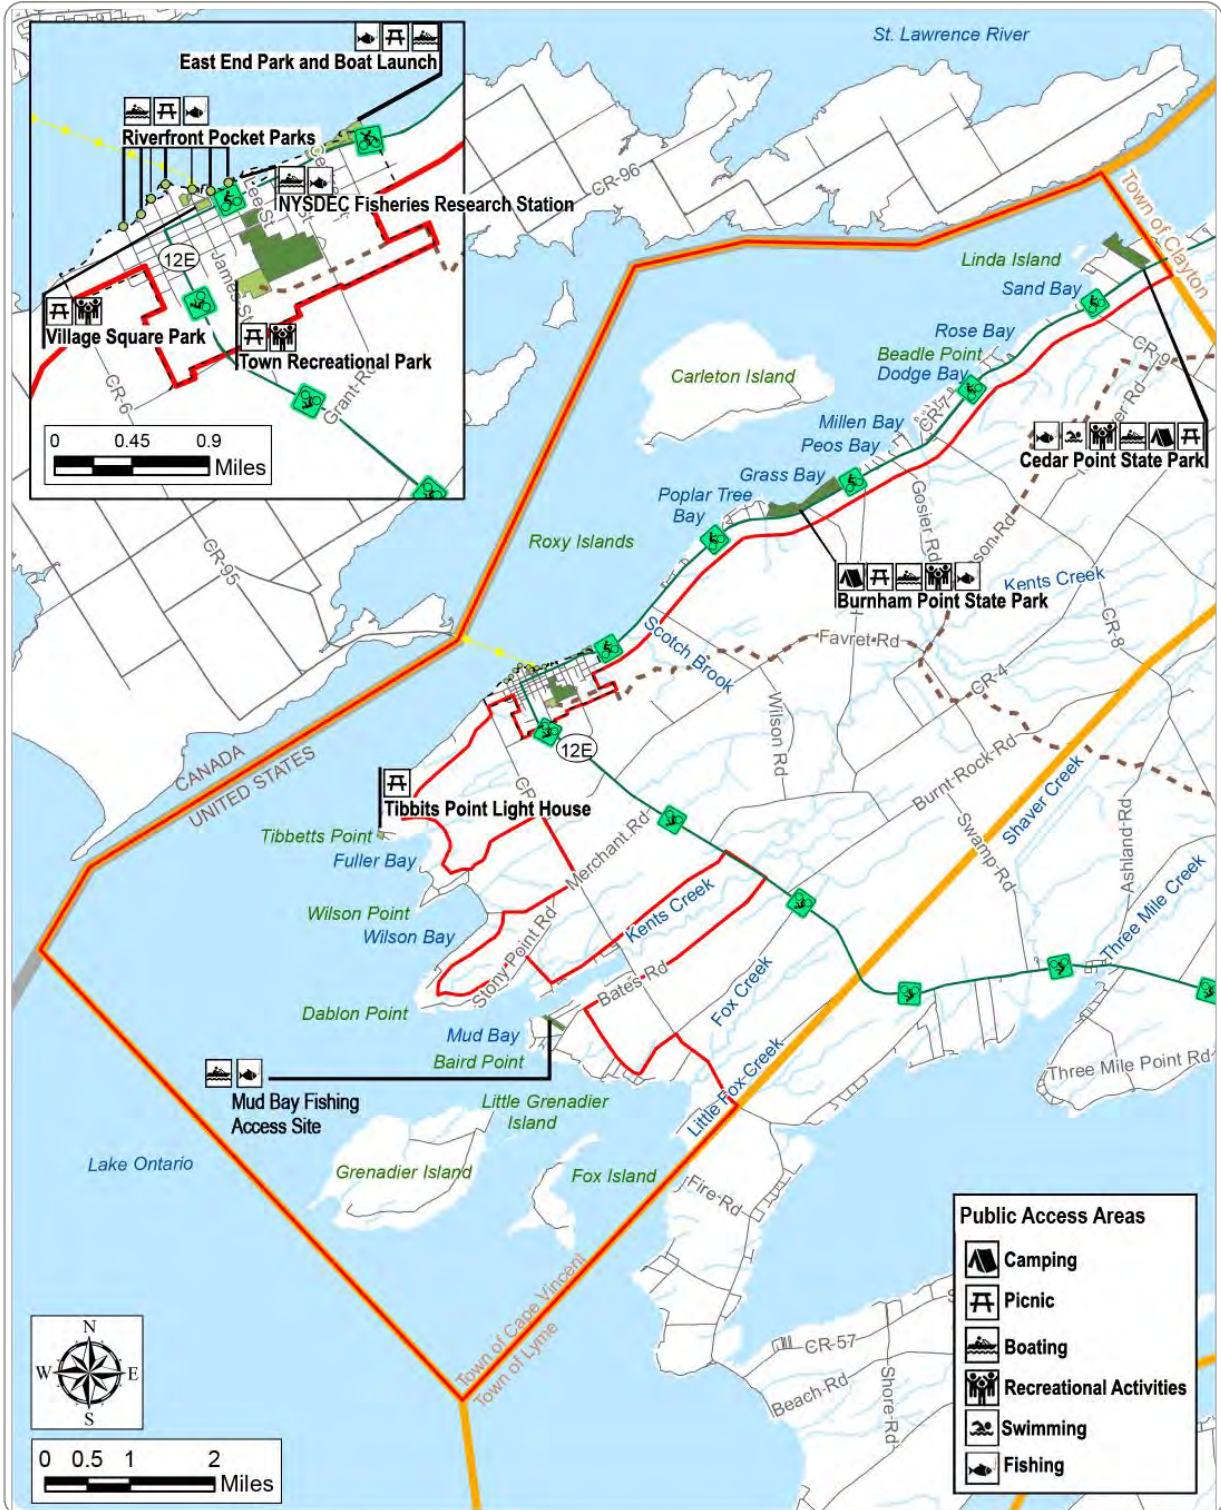 St. Lawrence River
East End Park and Boat Launch
Riverfront Pocket Parks
NYSDEC Fisheries Research Station
12E
James St
Village Square Park
Town Recreational Park
CR-6
Grant-Rd
0 0.45 0.9
Miles
CR-96
Town of Clayton
Linda Island
Sand Bay
Rose Bay
Beadle Point
Dodge Bay
CR-9
Carleton Island
CR-7
Millen Bay
Peos Bay
Cedar Point State Park
Grass Bay
Poplar Tree
Bay
Gosier Rd
Roxy Islands
CR-95
Kents Creek
Burnham Point State Park
CR-8
Scotch Brook
Favret-Rd
CR-4
Wilson Rd
12E
CANADA
UNITED STATES
Burnt-Rock-Rd
Shaver Creek
Tibbits Point Light House
Tibbetts Point
Fuller Bay
Merchant Rd
Swamp-Rd
Ashland-Rd
Wilson Point
Wilson Bay
Kents Creek
Stony Point Rd
Three Mile Creek
Bates Rd
Fox Creek
Dablon Point
Mud Bay
Baird Point
Three Mile Point Rd
Mud Bay Fishing
Access Site
Little Grenadier
Island
Little Fox Creek
Lake Ontario
Grenadier Island
Fox Island
Fire-Rd
Town of Cape Vincent
Town of Lyme
CR-57
Beach-Rd
Shore-Rd
Public Access Areas
Camping
Picnic
Boating
Recreational Activities
Swimming
Fishing
N
W E
S
0 0.5 1 2
Miles